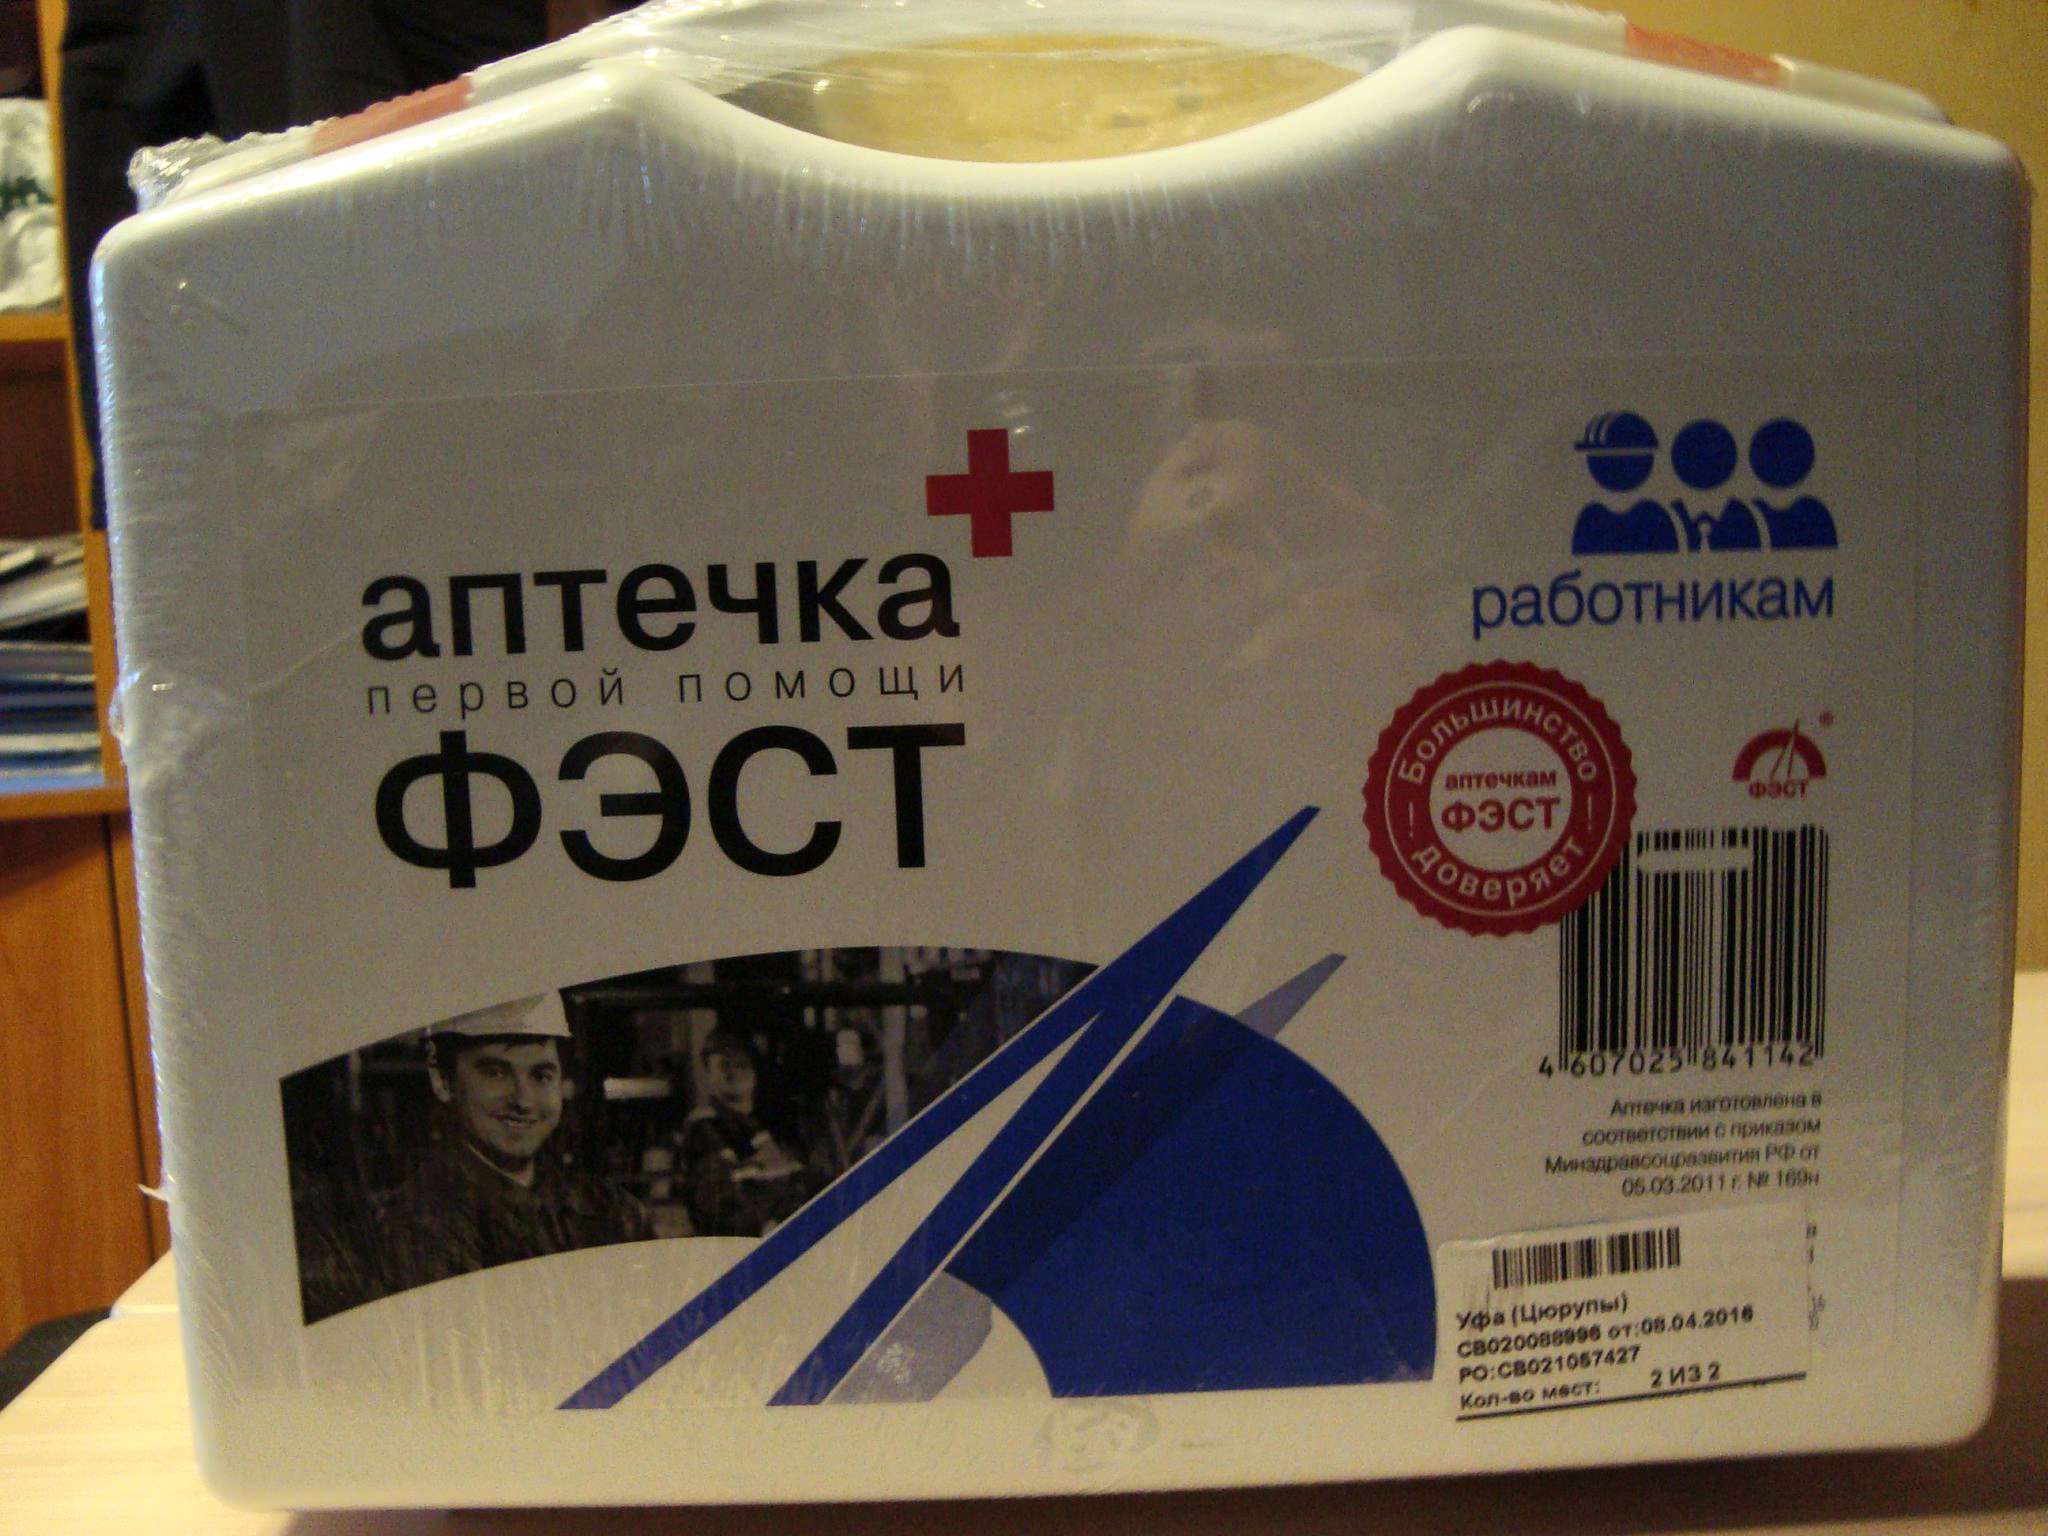 аптечка
первой помощи
ФЭСТ
работникам
Большинство
аптечкам
ФЭСТ
доверяет
ФЭСТ
®
4 607025 841142
Аптечка изготовлена в
соответствии с приказом
Минздравсоцразвития РФ от
05.03.2011 г. № 169н
Уфа (Цюрупы)
СВ020088996 от:08.04.2016
РО:СВ021057427
Кол-во мест: 2 ИЗ 2